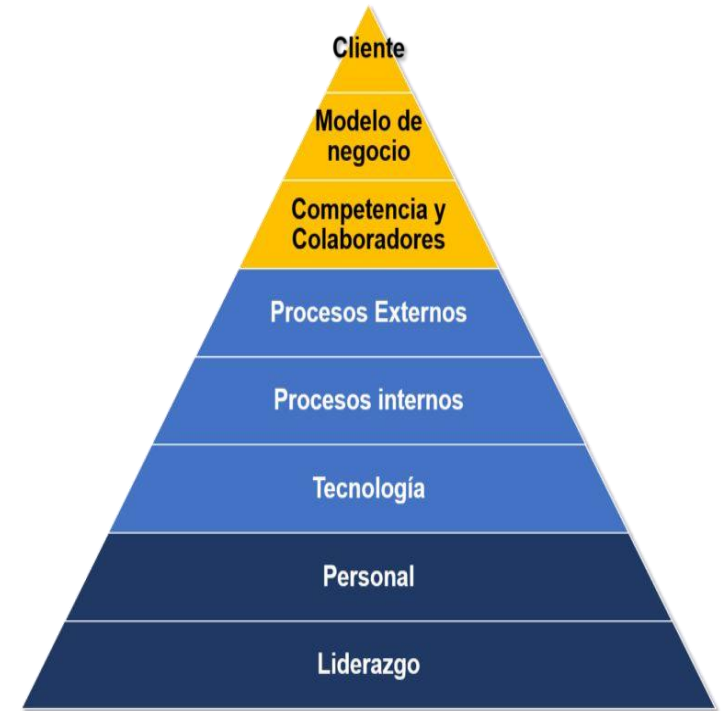 Cliente
Modelo de
negocio
Competencia y
Colaboradores
Procesos Externos
Procesos internos
Tecnología
Personal
Liderazgo